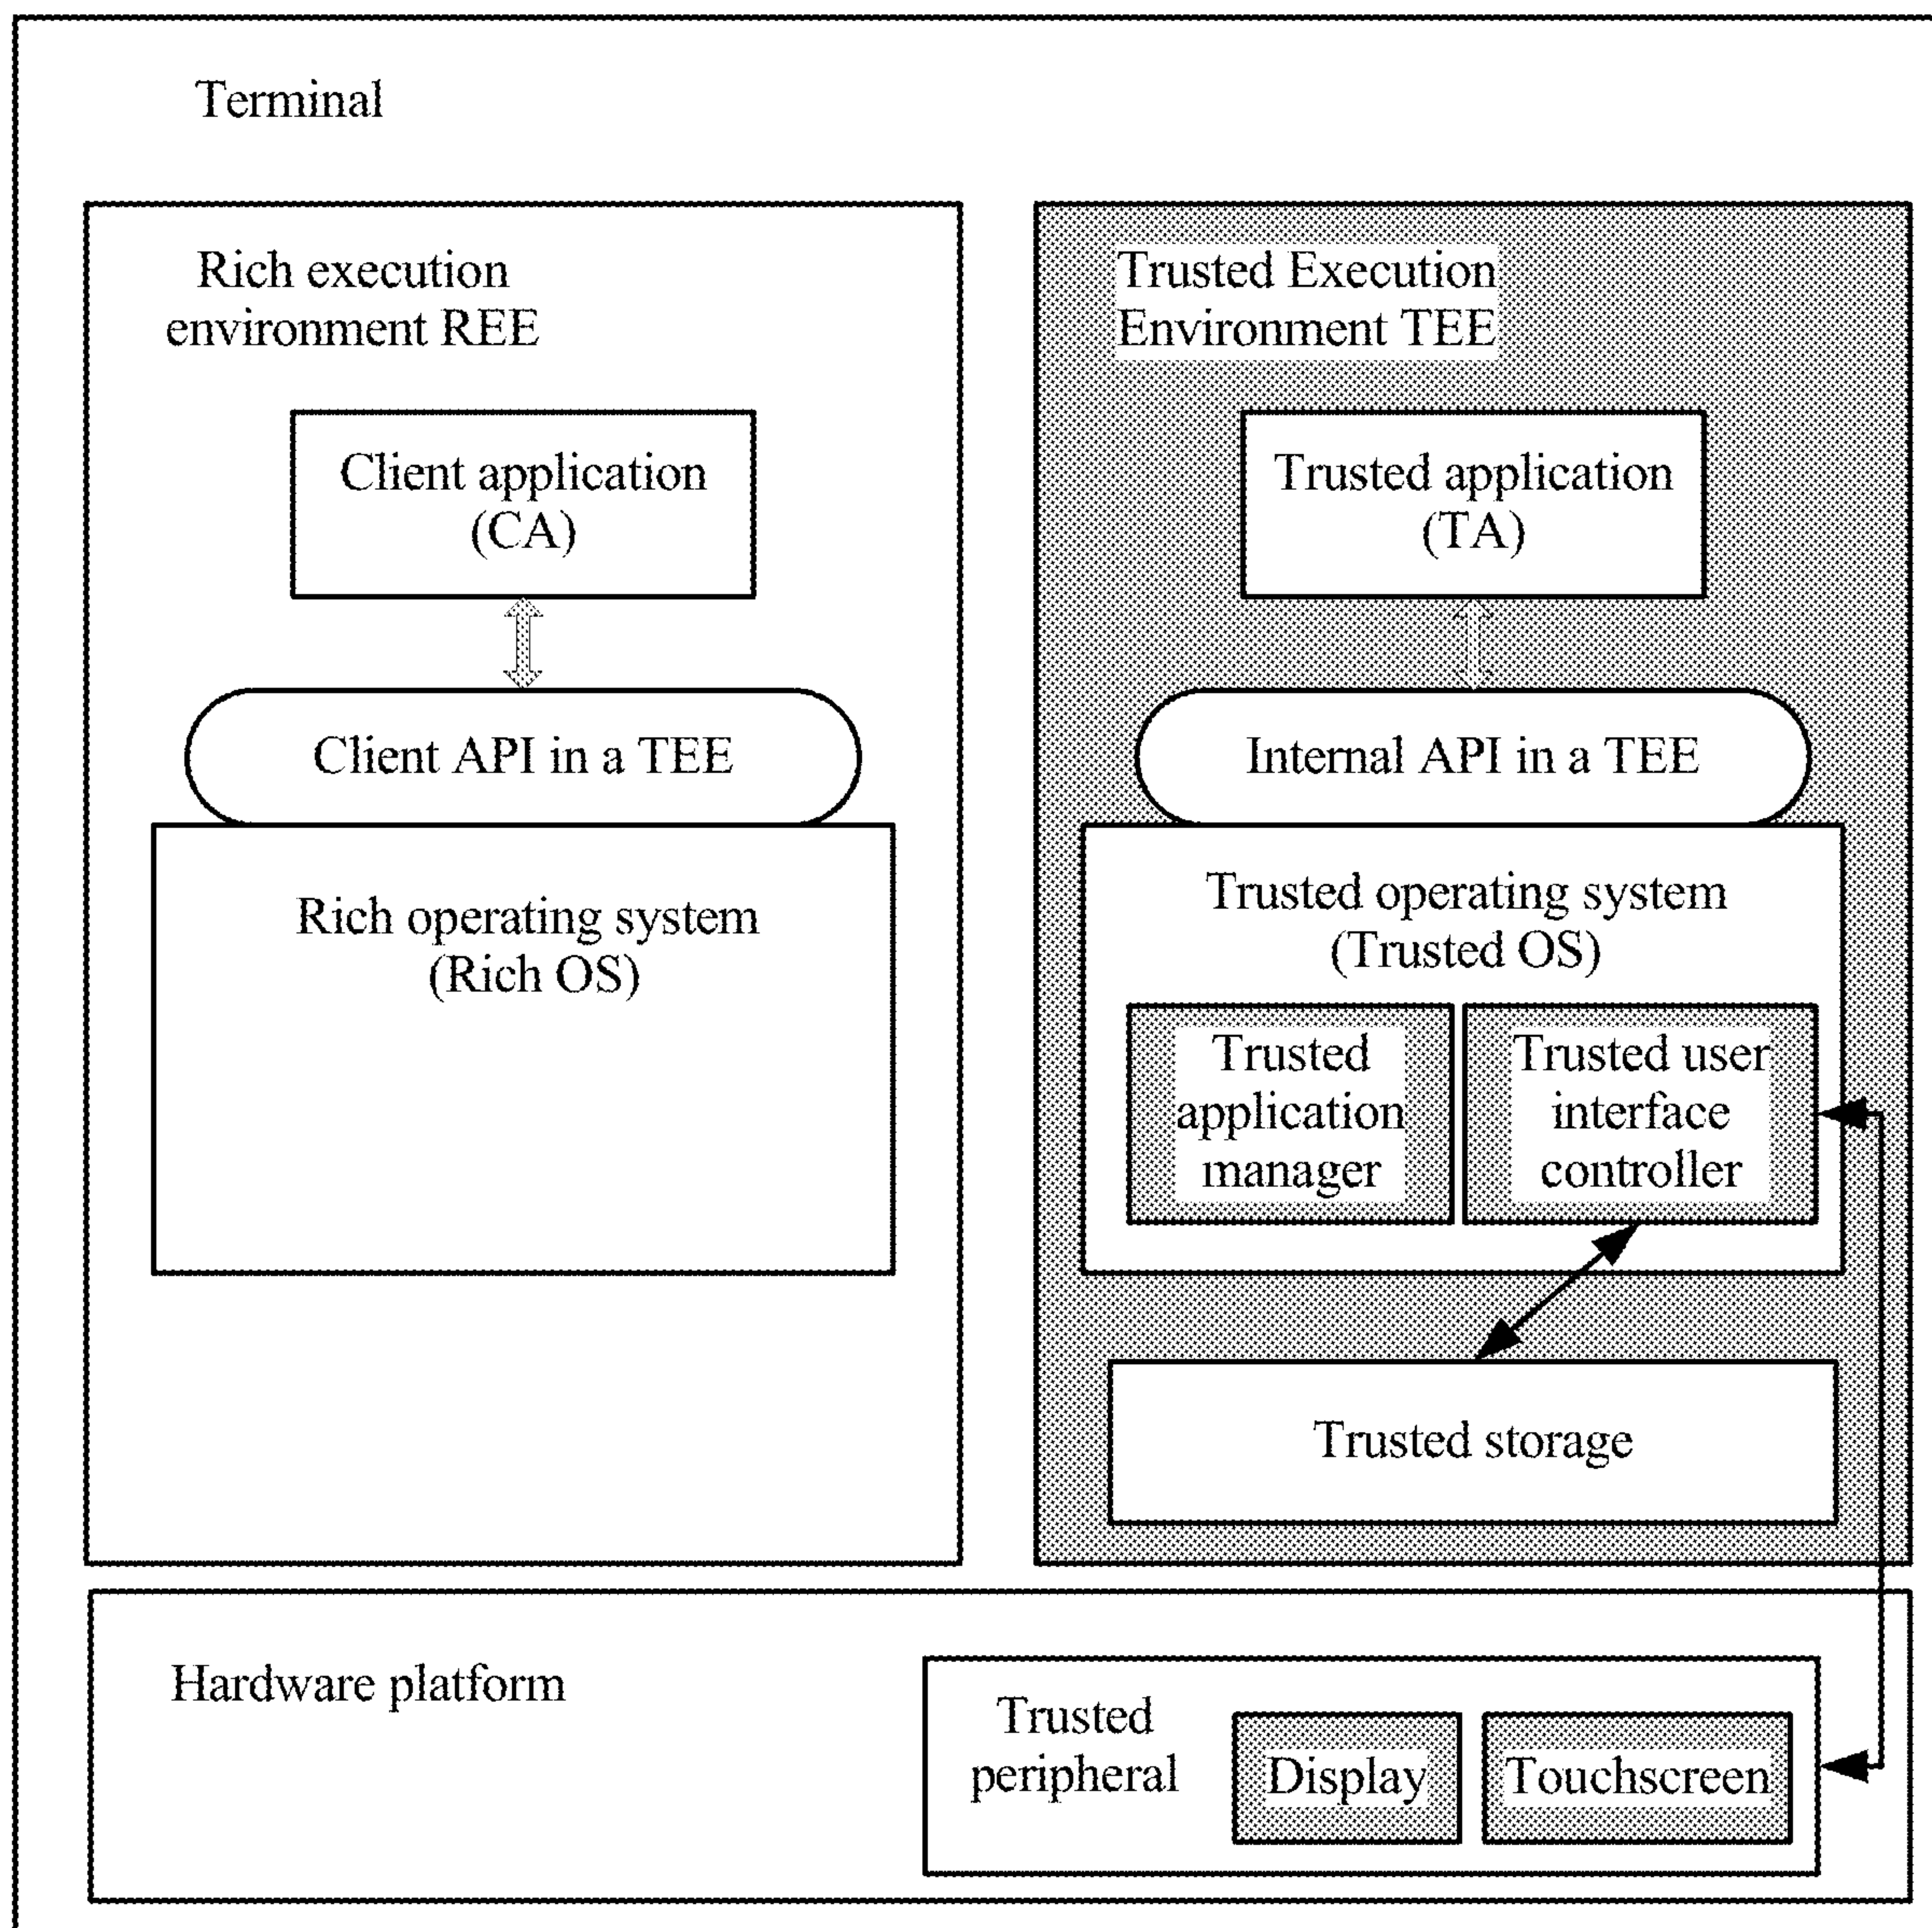 Terminal
Rich execution
environment REE
Client application
(CA)
Client API in a TEE
Rich operating system
(Rich OS)
Trusted Execution
Environment TEE
Trusted application
(TA)
Internal API in a TEE
Trusted operating system
(Trusted OS)
Trusted
application
manager
Trusted user
interface
controller
Trusted storage
Hardware platform
Trusted
peripheral
Display
Touchscreen